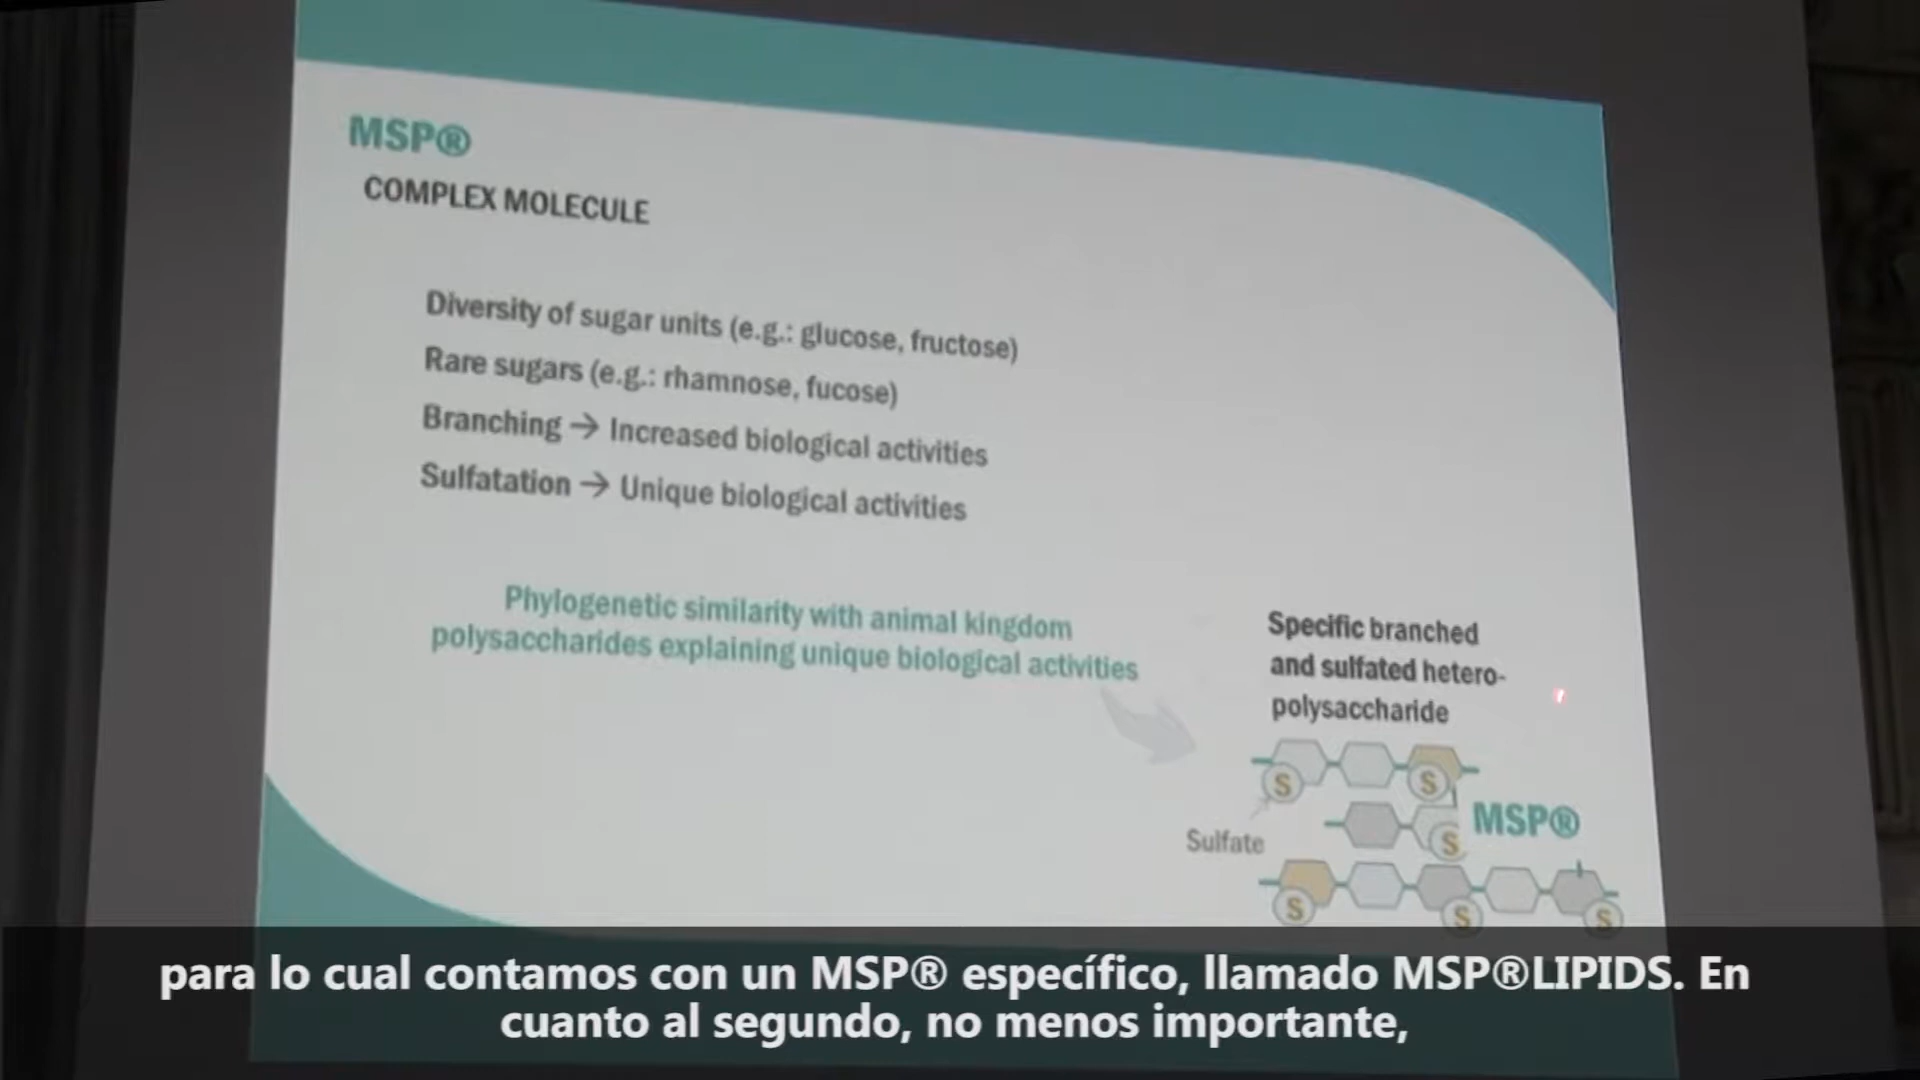 MSP®
COMPLEX MOLECULE
Diversity of sugar units (e.g.: glucose, fructose)
Rare sugars (e.g.: rhamnose, fucose)
Branching → Increased biological activities
Sulfatation → Unique biological activities
Phylogenetic similarity with animal kingdom
polysaccharides explaining unique biological activities
Specific branched
and sulfated hetero-
polysaccharide
S
S
MSP®
Sulfate
S
S
S
S
para lo cual contamos con un MSP® específico, llamado MSP®LIPIDS. En
cuanto al segundo, no menos importante,